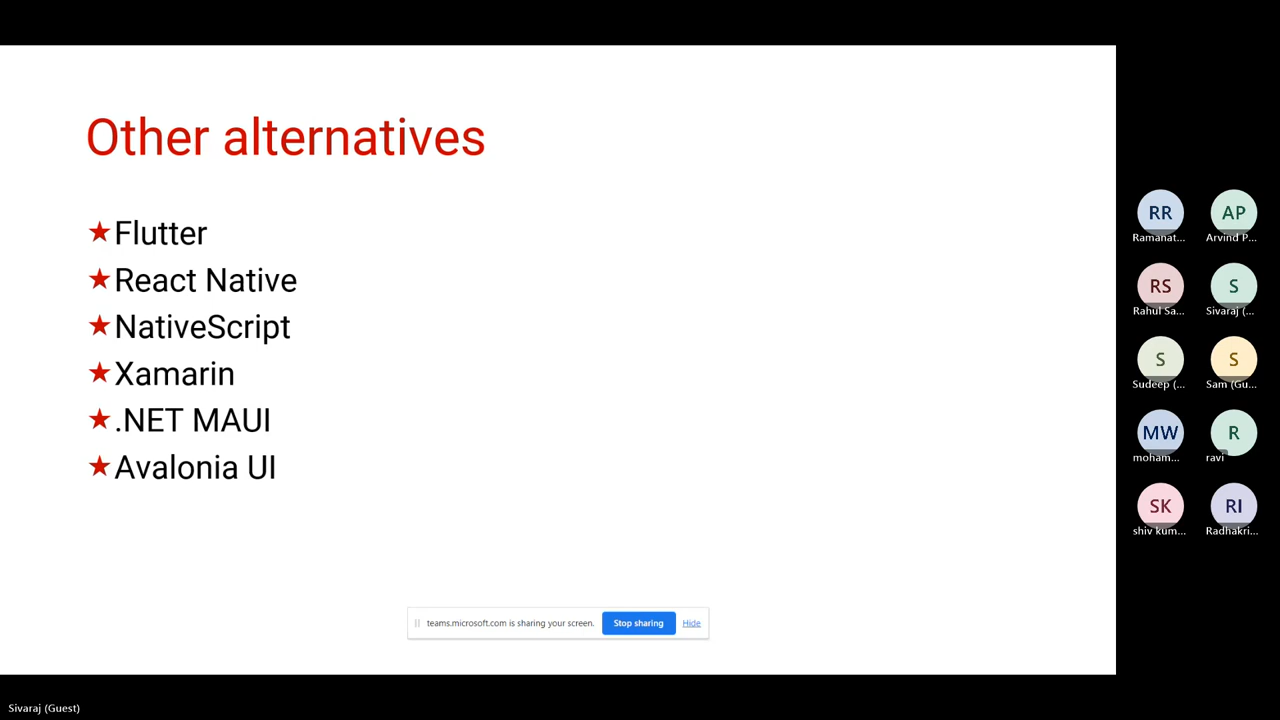 Other alternatives
★Flutter
★React Native
★NativeScript
★Xamarin
★.NET MAUI
★Avalonia UI
teams.microsoft.com is sharing your screen. Stop sharing Hide
RR AP
Ramanat... Arvind P...
RS S
Rahul Sa... Sivaraj (...
S S
Sudeep (... Sam (Gu...
MW R
moham... ravi
SK RI
shiv kum... Radhakri...
Sivaraj (Guest)